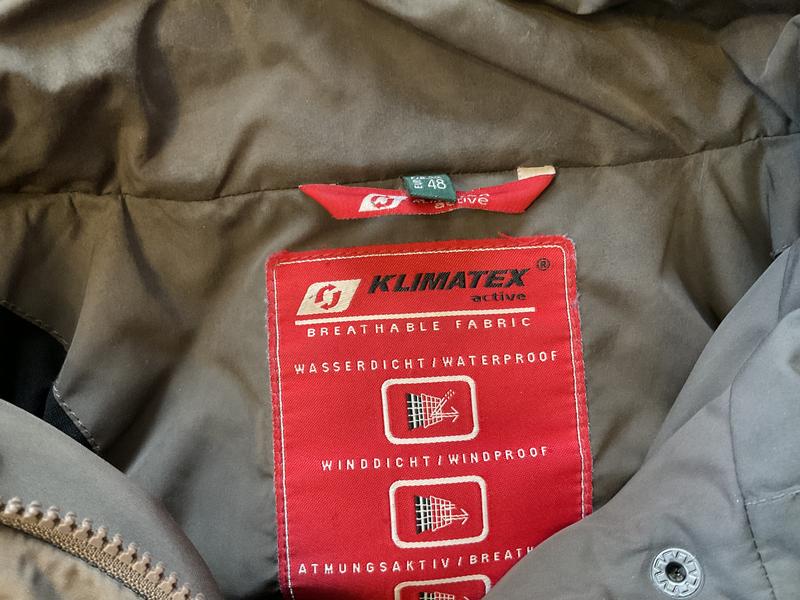 48
active
KLIMATEX®
active
BREATHABLE FABRIC
WASSERDICHT/WATERPROOF
WINDDICHT/WINDPROOF
ATMUNGSAKTIV/BREATH